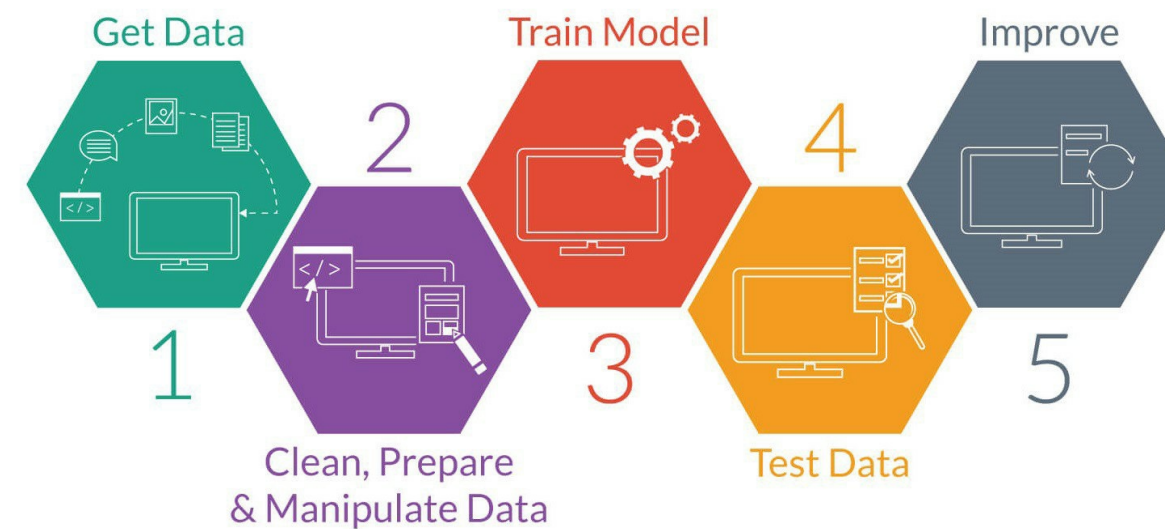 Get Data
1
</>
2
</>
Clean, Prepare
& Manipulate Data
Train Model
3
4
Test Data
Improve
5